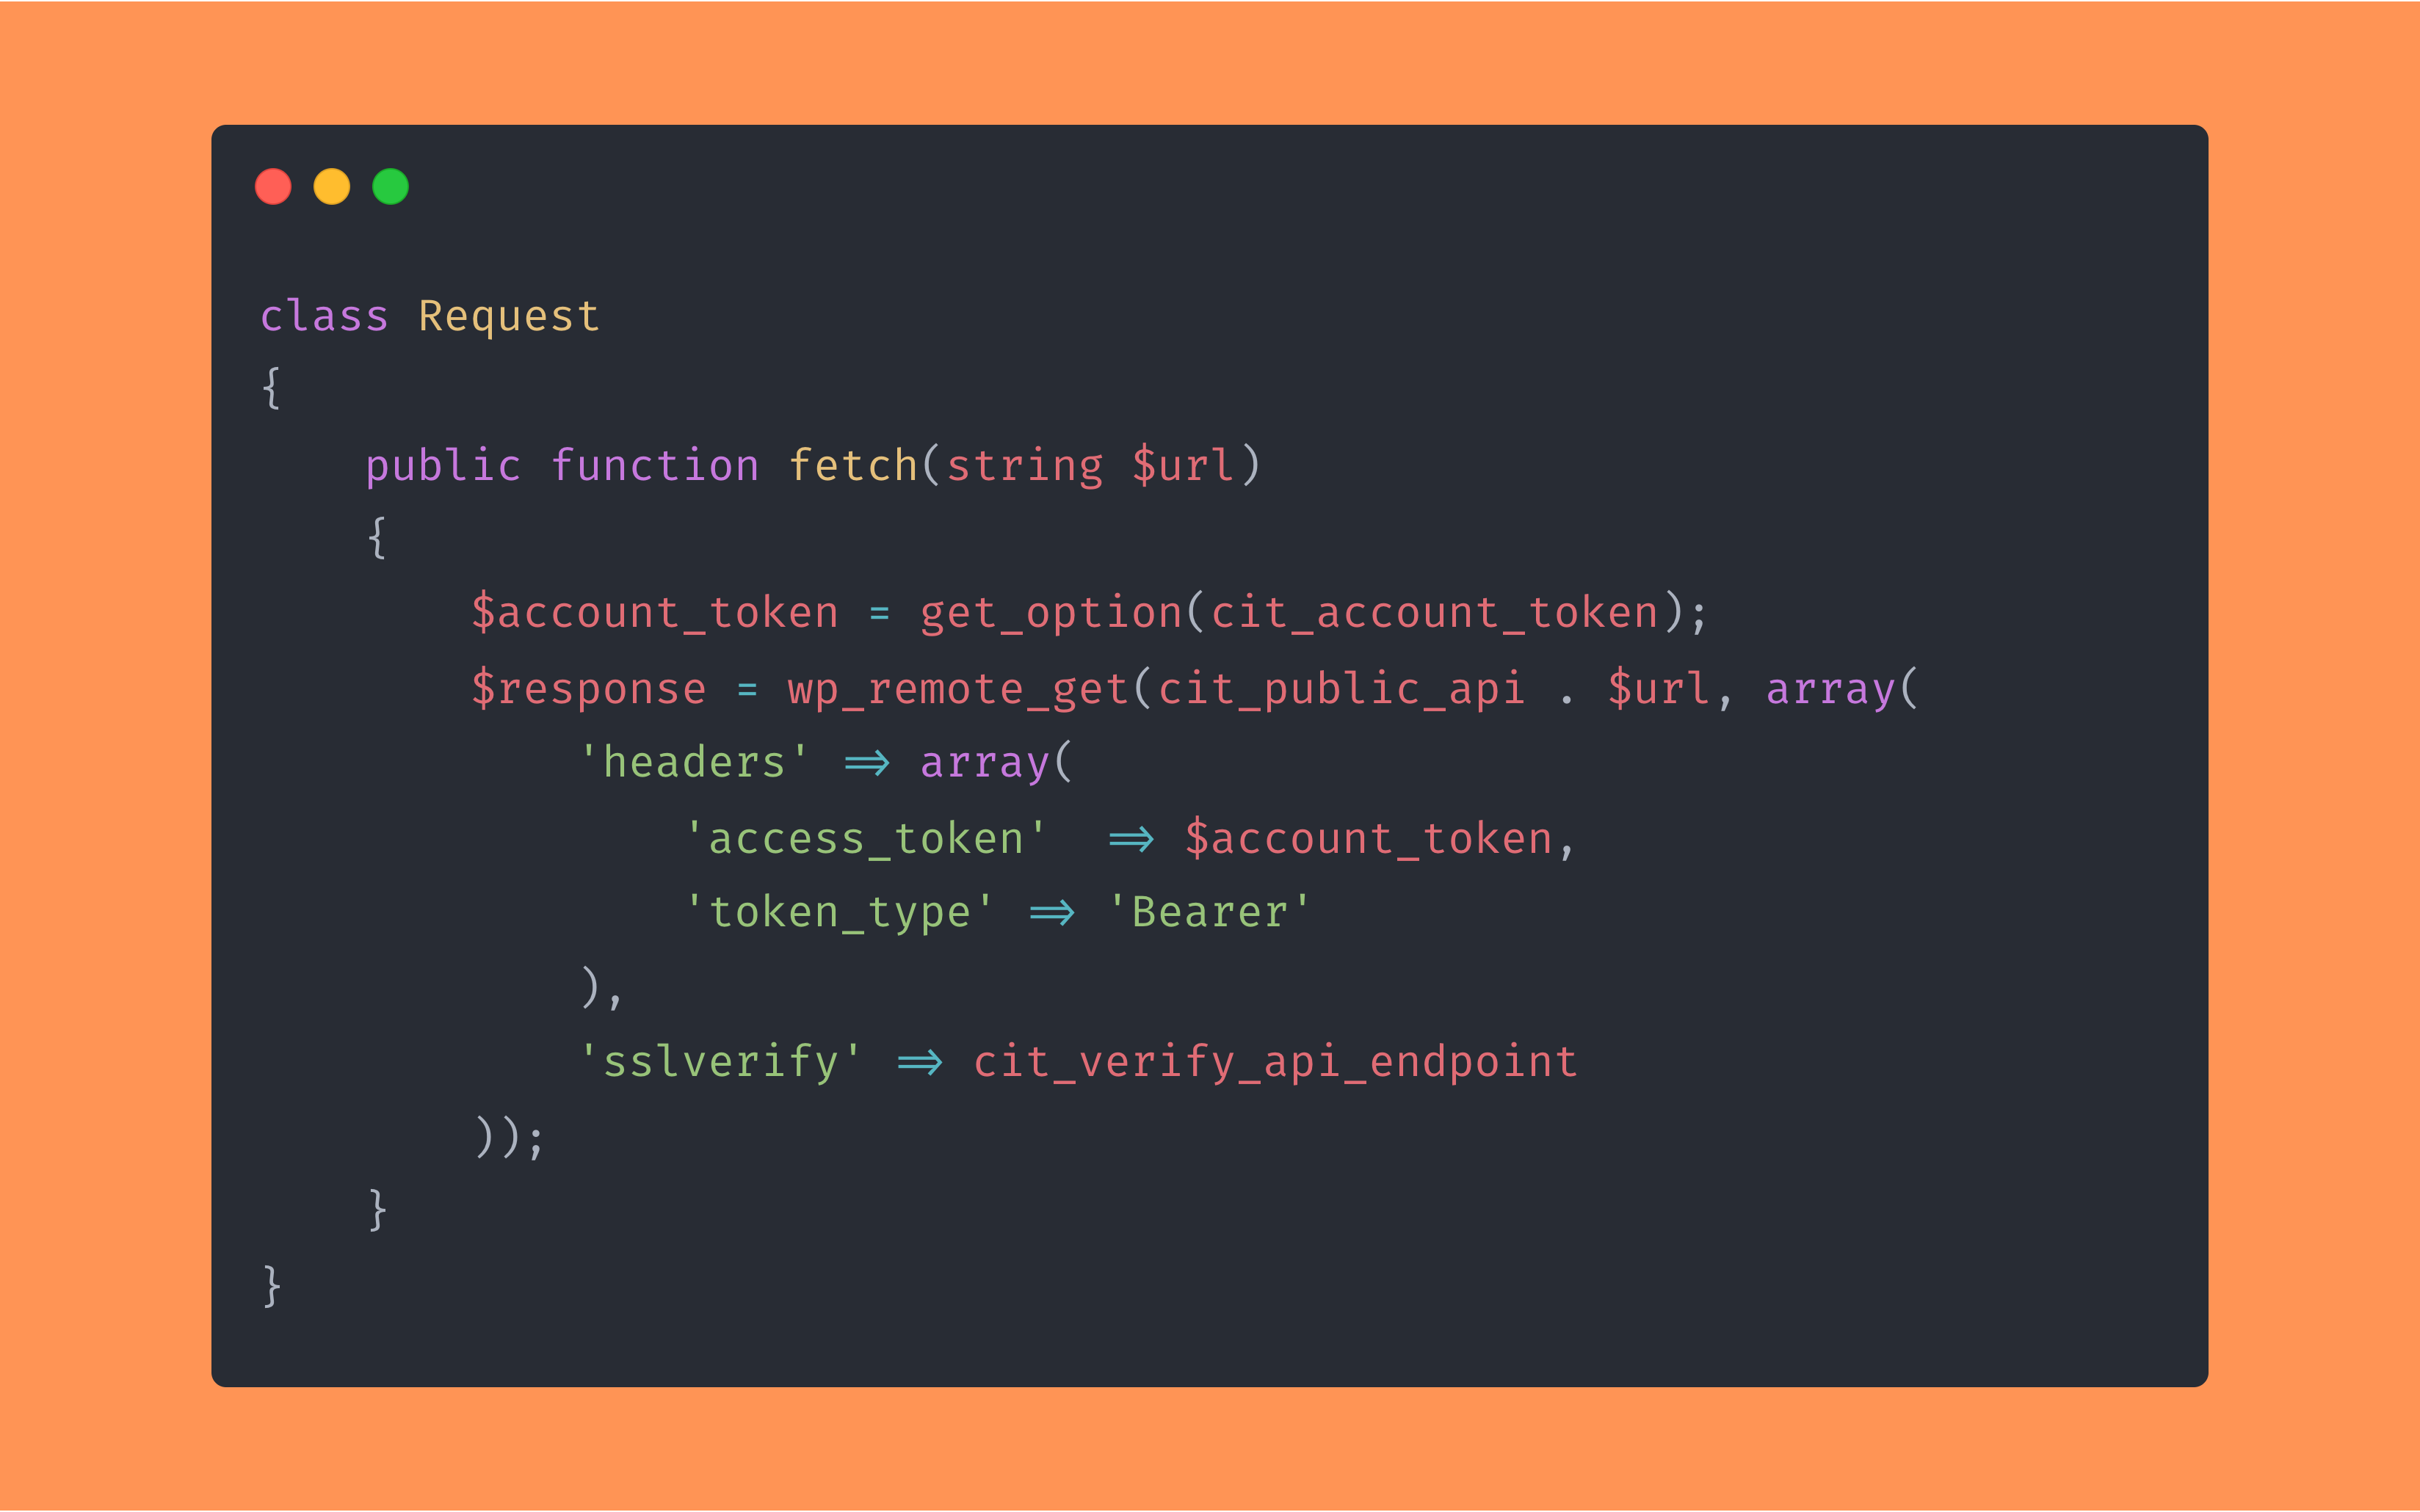 class Request
{
    public function fetch(string $url)
    {
        $account_token = get_option(cit_account_token);
        $response = wp_remote_get(cit_public_api . $url, array(
            'headers' => array(
                'access_token'  => $account_token,
                'token_type' => 'Bearer'
            ),
            'sslverify' => cit_verify_api_endpoint
        ));
    }
}